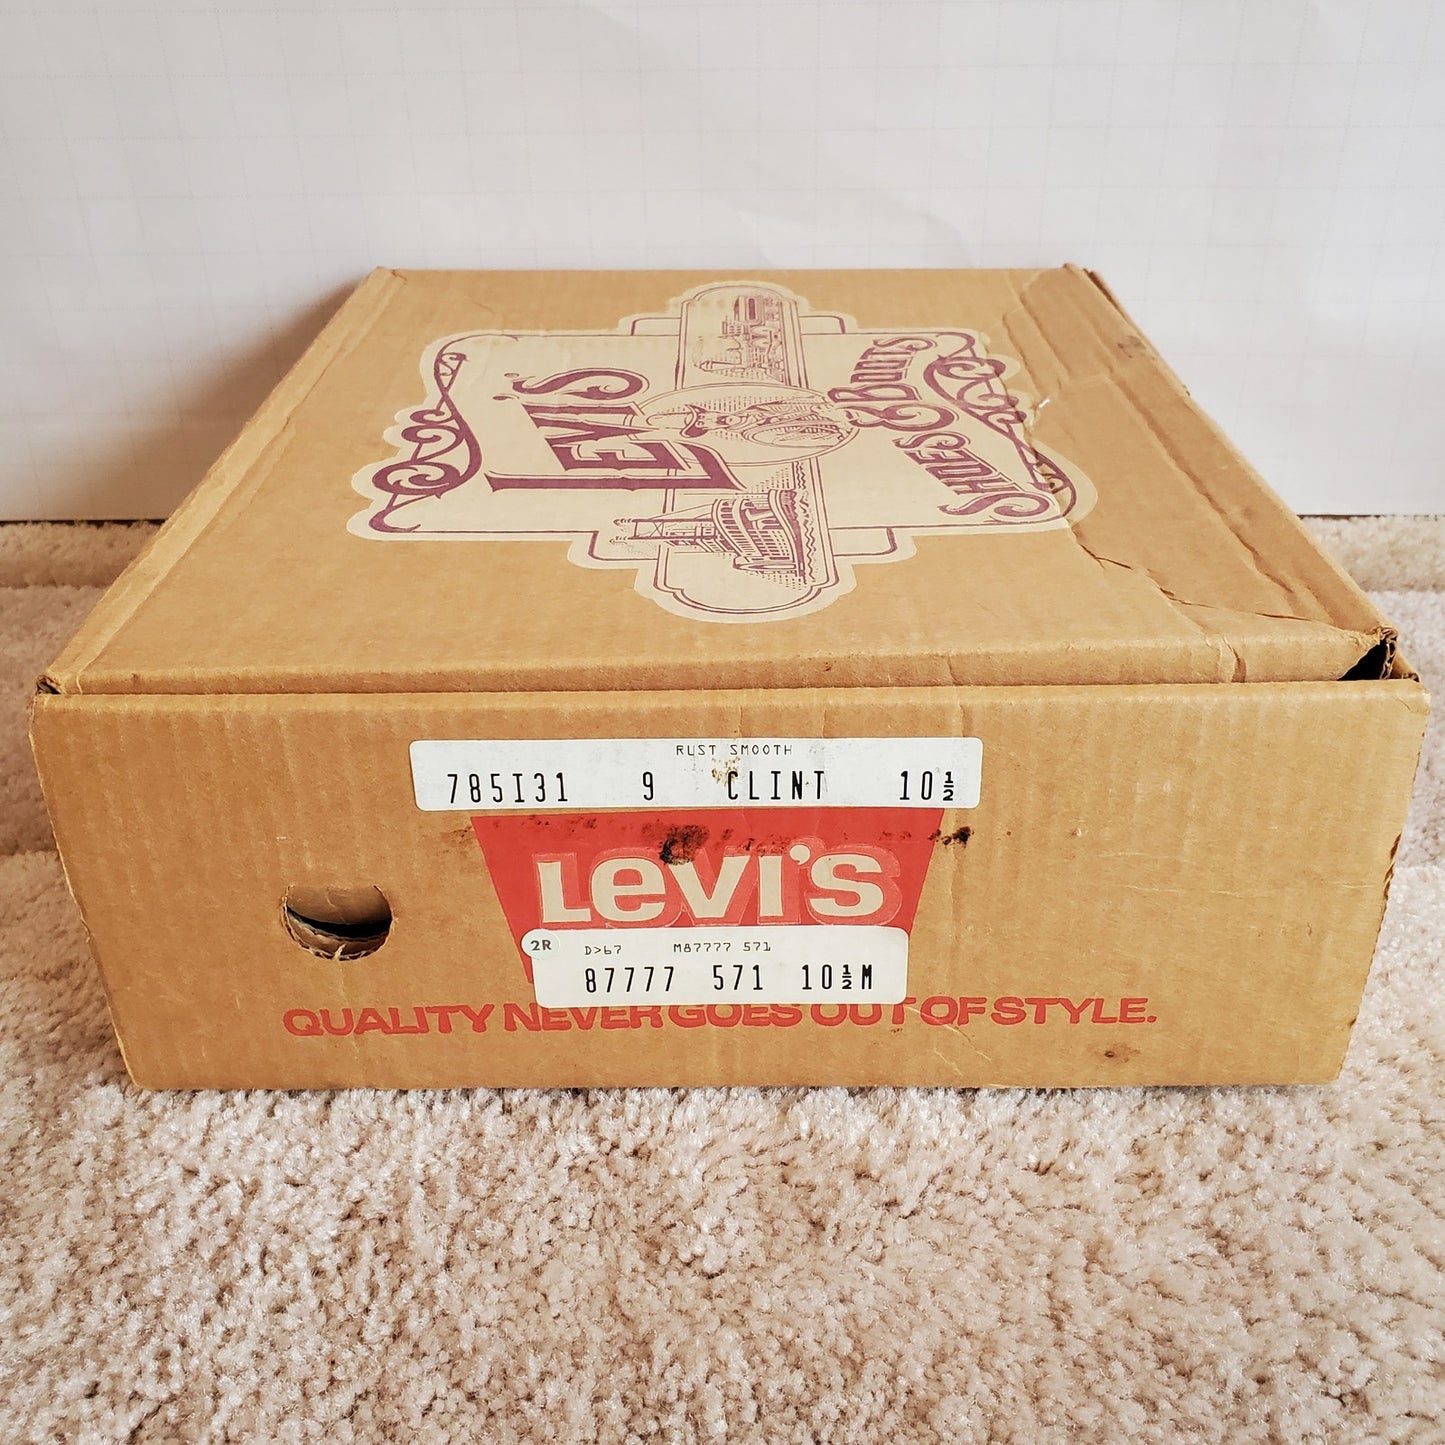 LEVI'S
SHOES & BOOTS
RUST SMOOTH
785I31 9 CLINT 10½
LEVI'S
2R D>67 M87777 571
87777 571 10½M
QUALITY NEVER GOES OUT OF STYLE.